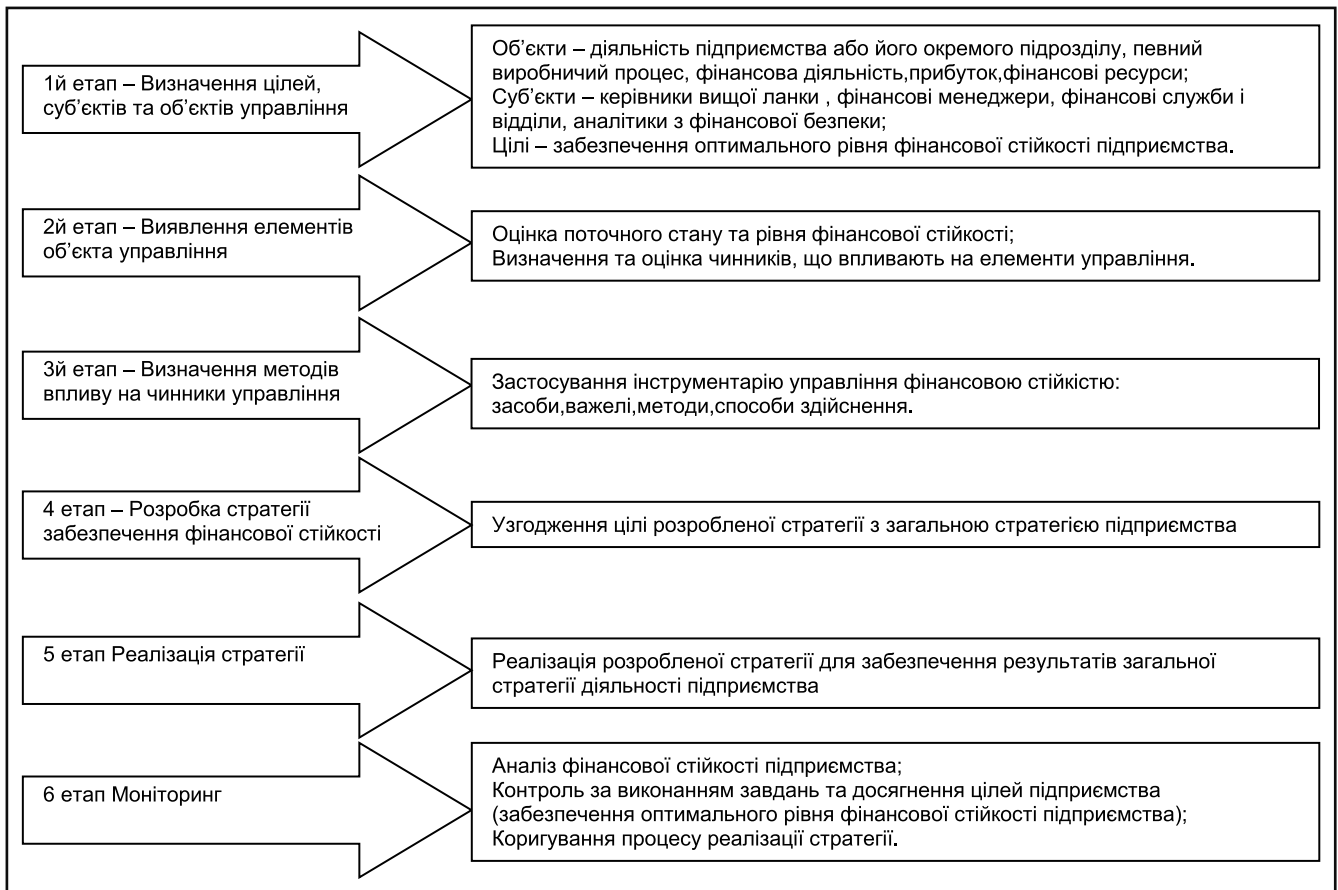 1й етап – Визначення цілей,
суб’єктів та об’єктів управління
Об’єкти – діяльність підприємства або його окремого підрозділу, певний
виробничий процес, фінансова діяльність,прибуток,фінансові ресурси;
Суб’єкти – керівники вищої ланки , фінансові менеджери, фінансові служби і
відділи, аналітики з фінансової безпеки;
Цілі – забезпечення оптимального рівня фінансової стійкості підприємства.
2й етап – Виявлення елементів
об’єкта управління
Оцінка поточного стану та рівня фінансової стійкості;
Визначення та оцінка чинників, що впливають на елементи управління.
3й етап – Визначення методів
впливу на чинники управління
Застосування інструментарію управління фінансовою стійкістю:
засоби,важелі,методи,способи здійснення.
4 етап – Розробка стратегії
забезпечення фінансової стійкості
Узгодження цілі розробленої стратегії з загальною стратегією підприємства
5 етап Реалізація стратегії
Реалізація розробленої стратегії для забезпечення результатів загальної
стратегії діяльності підприємства
6 етап Моніторинг
Аналіз фінансової стійкості підприємства;
Контроль за виконанням завдань та досягнення цілей підприємства
(забезпечення оптимального рівня фінансової стійкості підприємства);
Коригування процесу реалізації стратегії.